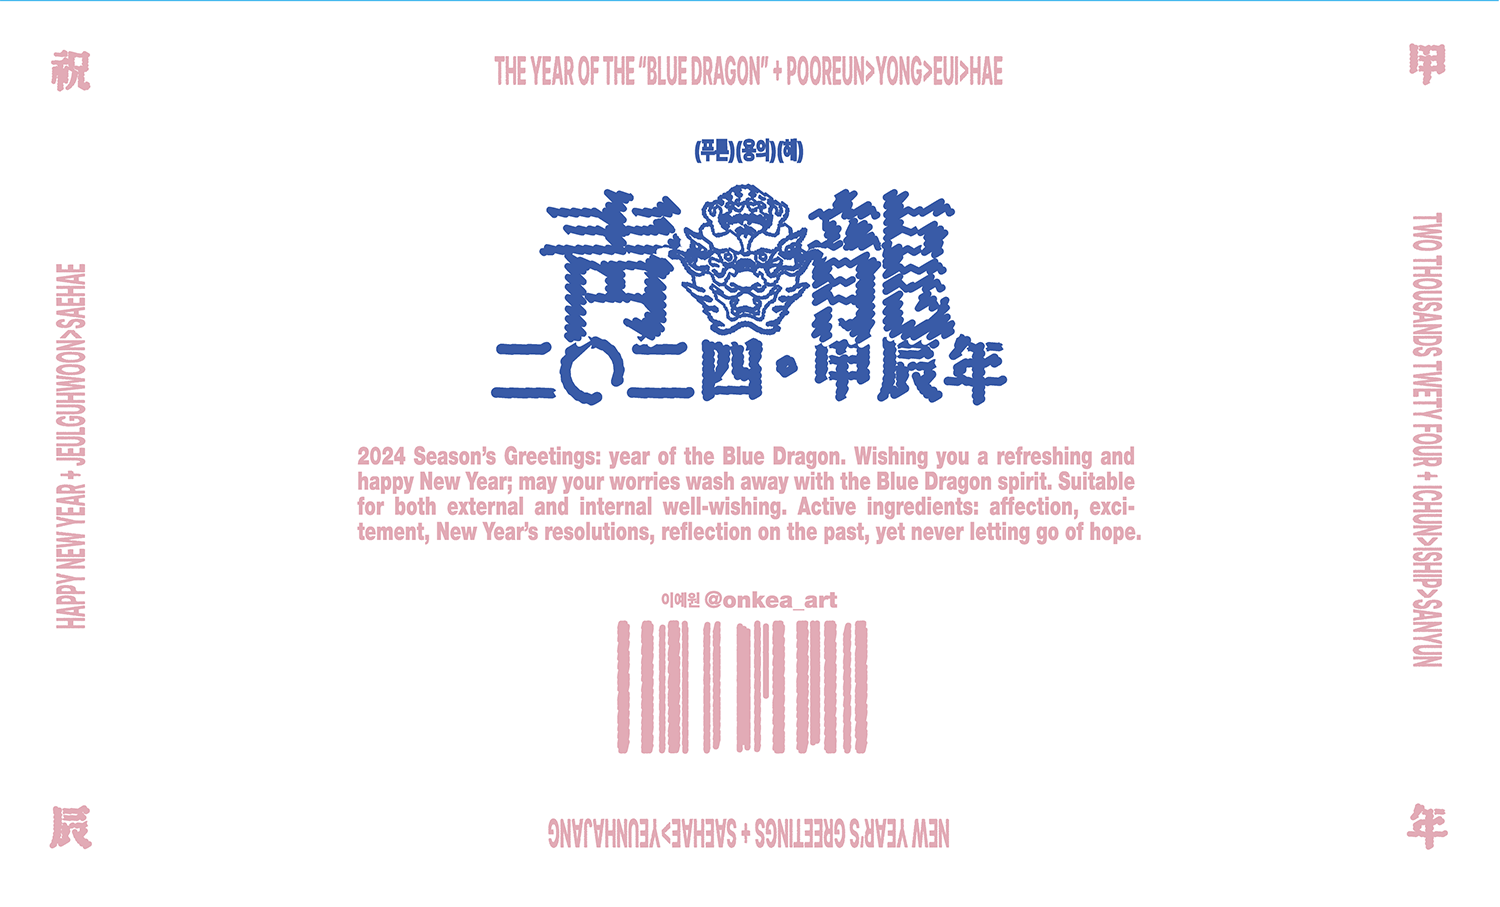 祝
THE YEAR OF THE “BLUE DRAGON” + POOREUN>YONG>EUI>HAE
甲
(푸른)(용의)(해)
靑龍
二〇二四·甲辰年
HAPPY NEW YEAR + JEULGUHWOON>SAEHAE
TWO THOUSANDS TWETY FOUR + ICHUN>ISHIP>SANYUN
2024 Season’s Greetings: year of the Blue Dragon. Wishing you a refreshing and
happy New Year; may your worries wash away with the Blue Dragon spirit. Suitable
for both external and internal well-wishing. Active ingredients: affection, exci-
tement, New Year’s resolutions, reflection on the past, yet never letting go of hope.
이예원 @onkea_art
辰
NEW YEAR’S GREETINGS + SAEHAE>YEUNHAJANG
年